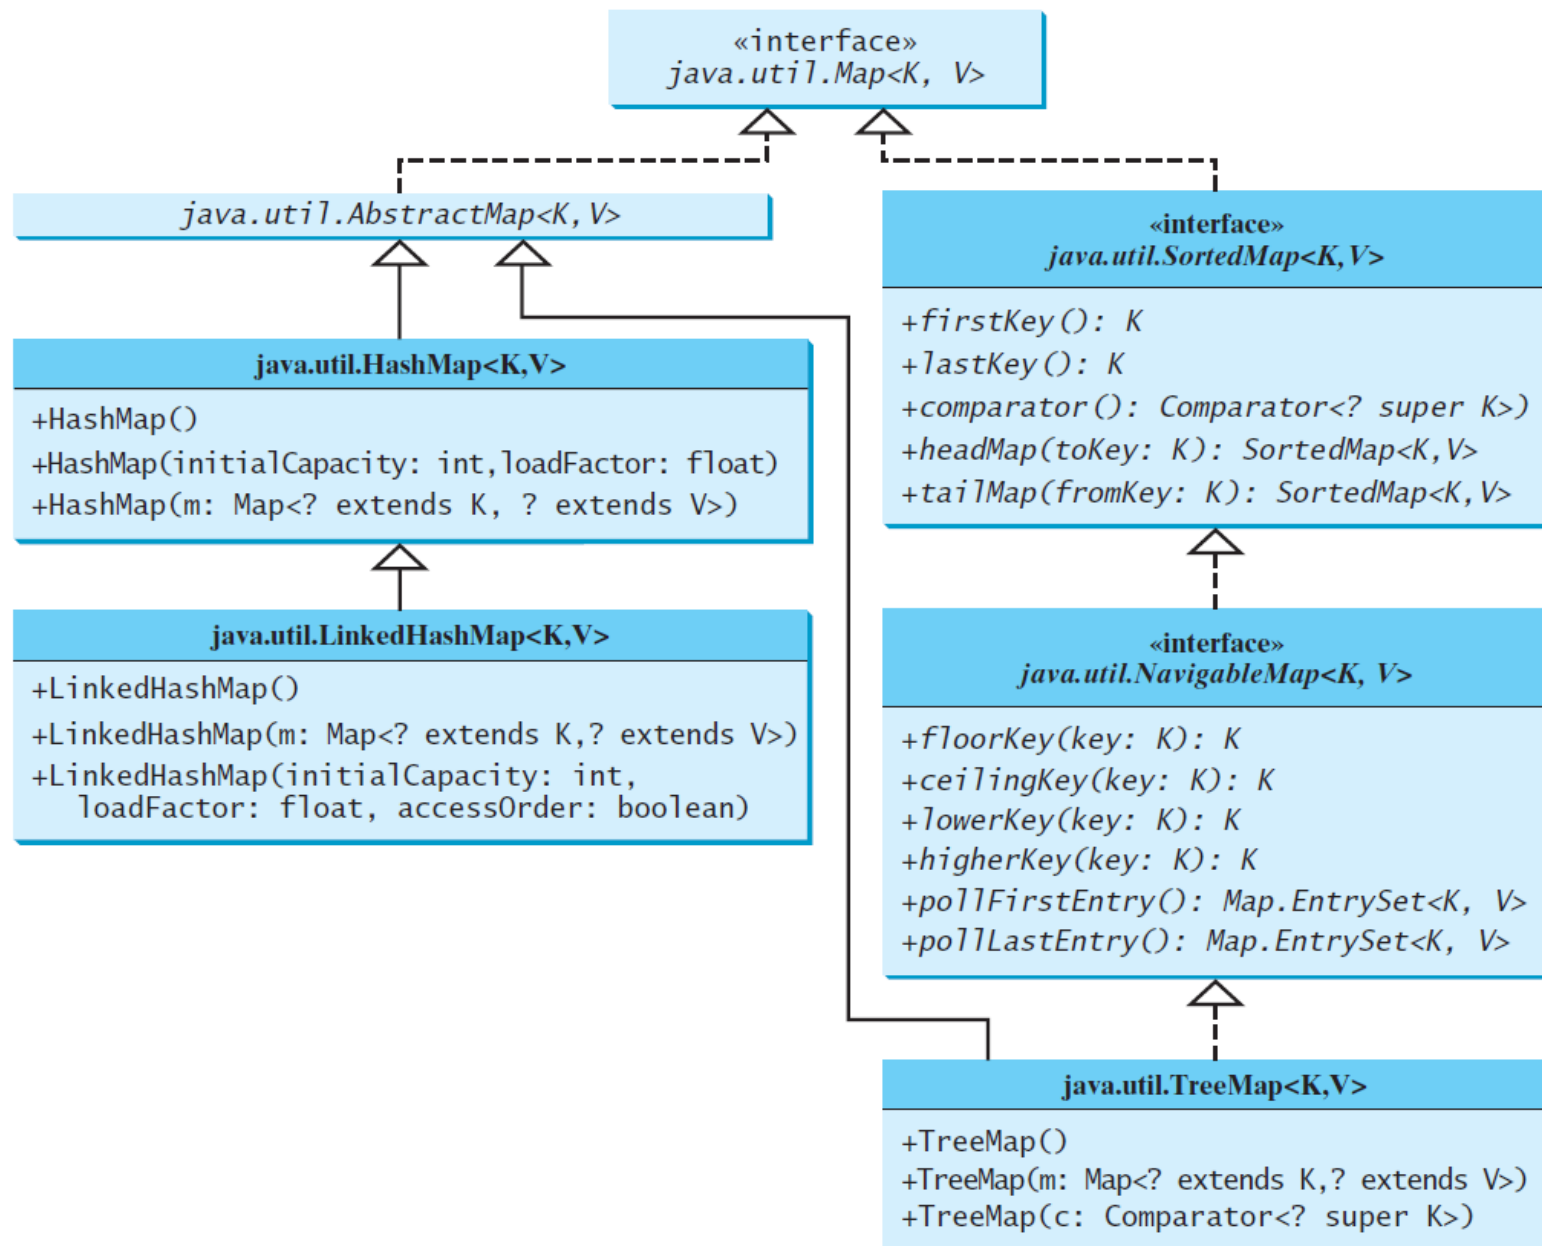 «interface»
java.util.Map<K, V>
java.util.AbstractMap<K,V>
java.util.HashMap<K,V>
+HashMap()
+HashMap(initialCapacity: int,loadFactor: float)
+HashMap(m: Map<? extends K, ? extends V>)
java.util.LinkedHashMap<K,V>
+LinkedHashMap()
+LinkedHashMap(m: Map<? extends K,? extends V>)
+LinkedHashMap(initialCapacity: int,
loadFactor: float, accessOrder: boolean)
«interface»
java.util.SortedMap<K,V>
+firstKey(): K
+lastKey(): K
+comparator(): Comparator<? super K>)
+headMap(toKey: K): SortedMap<K,V>
+tailMap(fromKey: K): SortedMap<K,V>
«interface»
java.util.NavigableMap<K, V>
+floorKey(key: K): K
+ceilingKey(key: K): K
+lowerKey(key: K): K
+higherKey(key: K): K
+pollFirstEntry(): Map.EntrySet<K, V>
+pollLastEntry(): Map.EntrySet<K, V>
java.util.TreeMap<K,V>
+TreeMap()
+TreeMap(m: Map<? extends K,? extends V>)
+TreeMap(c: Comparator<? super K>)